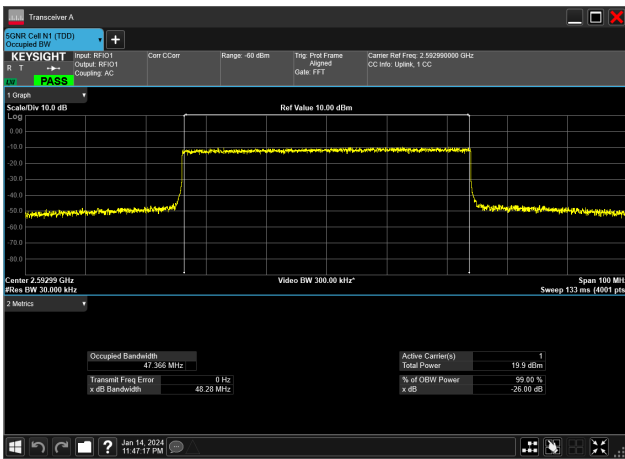 Transceiver A
5GNR Cell N1 (TDD)
Occupied BW
KEYSIGHT
R T
LNI
PASS
Input: RFIO1
Output: RFIO1
Coupling: AC
Corr CCorr
Range: -60 dBm
Trig: Prot Frame
Aligned
Gate: FFT
Carrier Ref Freq: 2.592990000 GHz
CC Info: Uplink, 1 CC
1 Graph
Scale/Div 10.0 dB
Ref Value 10.00 dBm
Log
0.00
-10.0
-20.0
-30.0
-40.0
-50.0
-60.0
-70.0
-80.0
Center 2.59299 GHz
Video BW 300.00 kHz*
Span 100 MHz
#Res BW 30.000 kHz
Sweep 133 ms (4001 pts)
2 Metrics
Occupied Bandwidth
47.366 MHz
Transmit Freq Error 0 Hz
x dB Bandwidth 48.28 MHz
Active Carrier(s) 1
Total Power 19.9 dBm
% of OBW Power 99.00 %
x dB -26.00 dB
?
Jan 14, 2024
11:47:17 PM